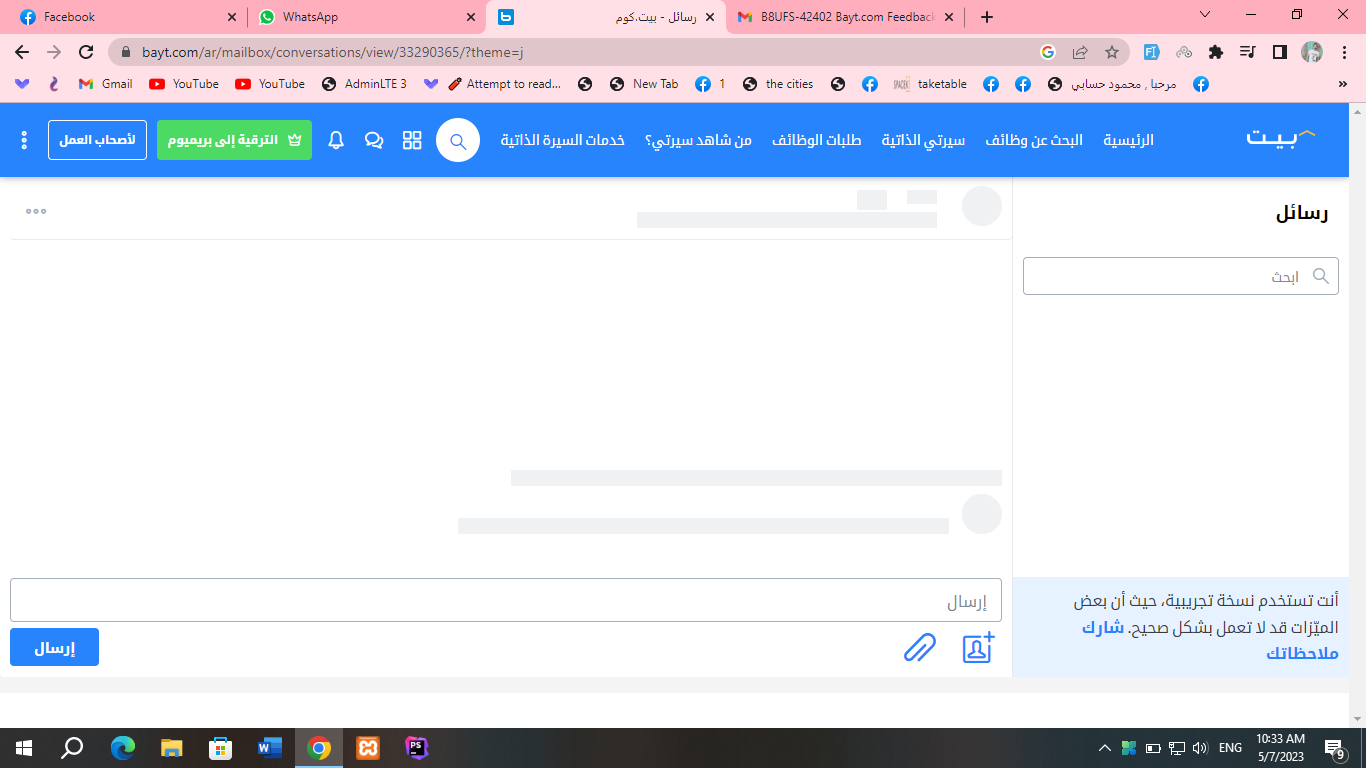 Facebook
WhatsApp
رسائل - بيت.كوم
B8UFS-42402 Bayt.com Feedback
bayt.com/ar/mailbox/conversations/view/33290365/?theme=j
Gmail
YouTube
YouTube
AdminLTE 3
Attempt to read...
New Tab
1
the cities
taketable
مرحبا , محمود حسابي
بيت
الرئيسية
البحث عن وظائف
سيرتي الذاتية
طلبات الوظائف
من شاهد سيرتي؟
خدمات السيرة الذاتية
الترقية إلى بريميوم
لأصحاب العمل
رسائل
ابحث
إرسال
إرسال
أنت تستخدم نسخة تجريبية، حيث أن بعض
الميّزات قد لا تعمل بشكل صحيح. شارك
ملاحظاتك
ENG
10:33 AM
5/7/2023
9